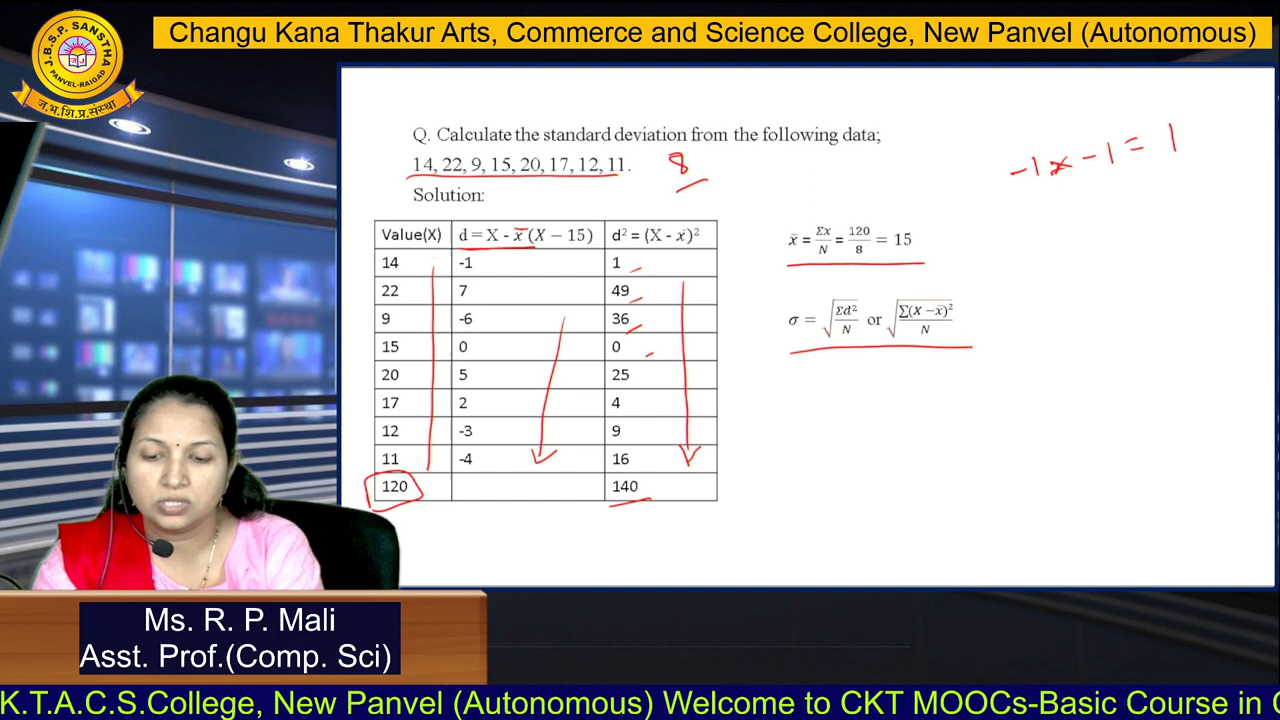 Changu Kana Thakur Arts, Commerce and Science College, New Panvel (Autonomous)
J.B.S.P. SANSTHA
PANVEL-RAIGAD
ज.भ.शि.प्र.संस्था
Q. Calculate the standard deviation from the following data;
14, 22, 9, 15, 20, 17, 12, 11. 8
Solution:
-1 x -1 = 1
Value(X) d = X - x̄ (X – 15) d² = (X - x̄)²
14 -1 1
22 7 49
9 -6 36
15 0 0
20 5 25
17 2 4
12 -3 9
11 -4 16
120 140
x̄ = Σx/N = 120/8 = 15
σ = √(Σd²/N) or √(Σ(X – x̄)²/N)
Ms. R. P. Mali
Asst. Prof.(Comp. Sci)
K.T.A.C.S.College, New Panvel (Autonomous) Welcome to CKT MOOCs-Basic Course in